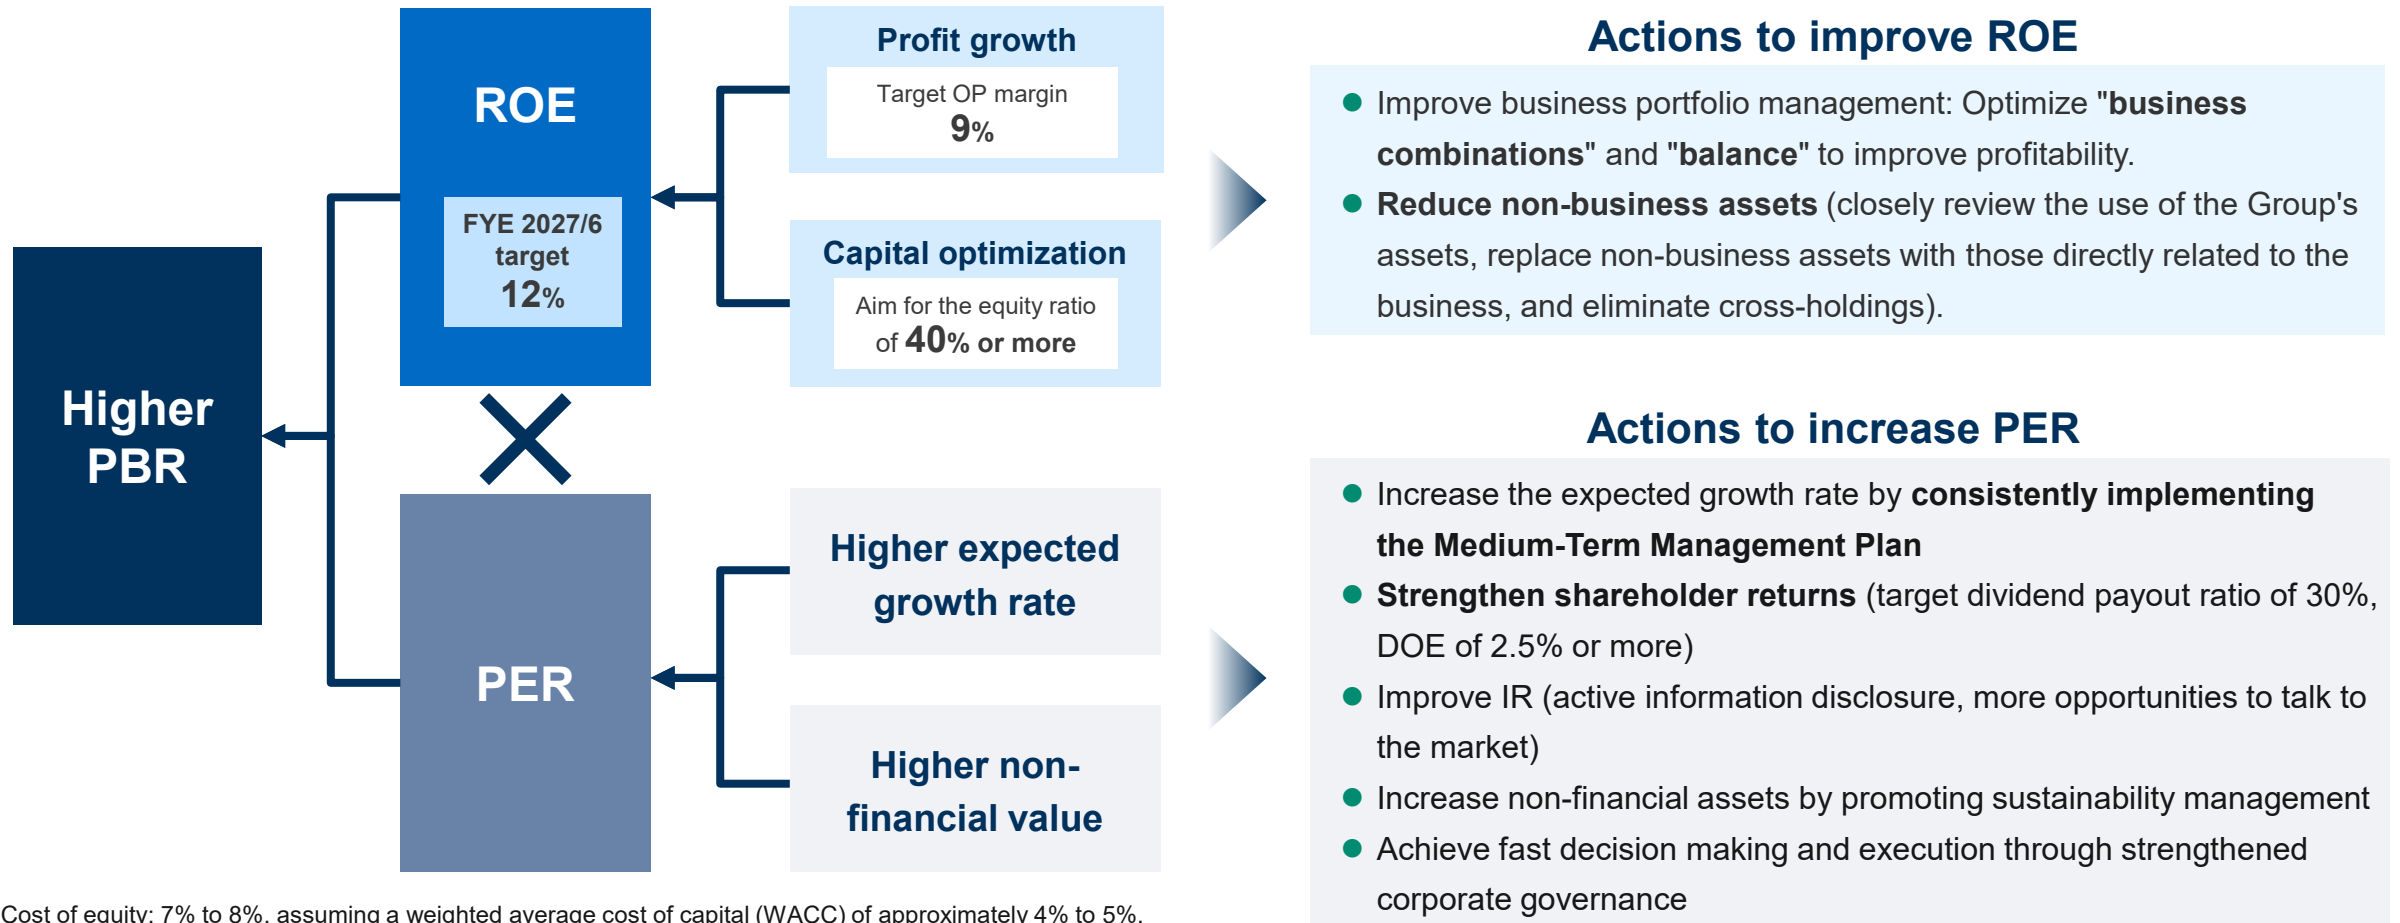 Higher
PBR
ROE
FYE 2027/6
target
12%
PER
Profit growth
Target OP margin
9%
Capital optimization
Aim for the equity ratio
of 40% or more
Higher expected
growth rate
Higher non-
financial value
Actions to improve ROE
Improve business portfolio management: Optimize "business
combinations" and "balance" to improve profitability.
Reduce non-business assets (closely review the use of the Group's
assets, replace non-business assets with those directly related to the
business, and eliminate cross-holdings).
Actions to increase PER
Increase the expected growth rate by consistently implementing
the Medium-Term Management Plan
Strengthen shareholder returns (target dividend payout ratio of 30%,
DOE of 2.5% or more)
Improve IR (active information disclosure, more opportunities to talk to
the market)
Increase non-financial assets by promoting sustainability management
Achieve fast decision making and execution through strengthened
corporate governance
Cost of equity: 7% to 8%, assuming a weighted average cost of capital (WACC) of approximately 4% to 5%.